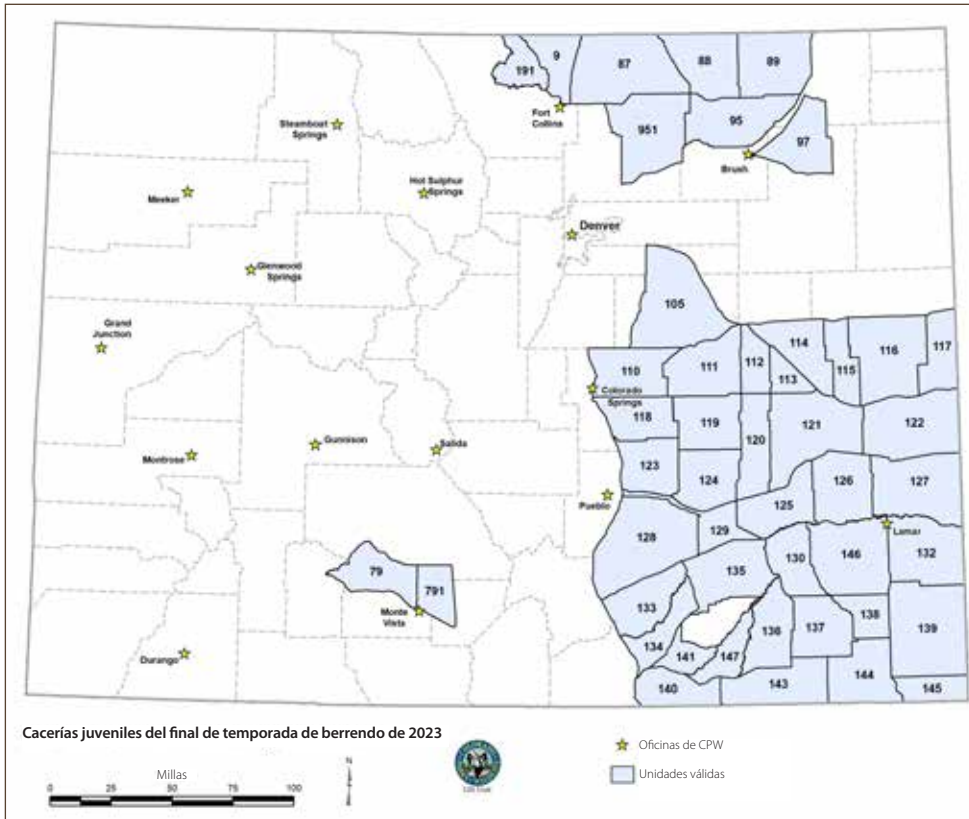 191
9
87
88
89
Fort
Collins
951
95
97
Brush
Steamboat
Springs
Hot Sulphur
Springs
Meeker
Denver
Glenwood
Springs
Grand
Junction
105
110
111
112
113
114
115
116
117
Colorado
Springs
118
119
120
121
122
Gunnison
Salida
Montrose
123
124
125
126
127
Pueblo
Lamar
128
129
130
146
132
79
791
Monte
Vista
135
133
134
136
137
138
139
Durango
141
147
140
143
144
145
Cacerías juveniles del final de temporada de berrendo de 2023
Millas
0 25 50 75 100
N
Oficinas de CPW
Unidades válidas